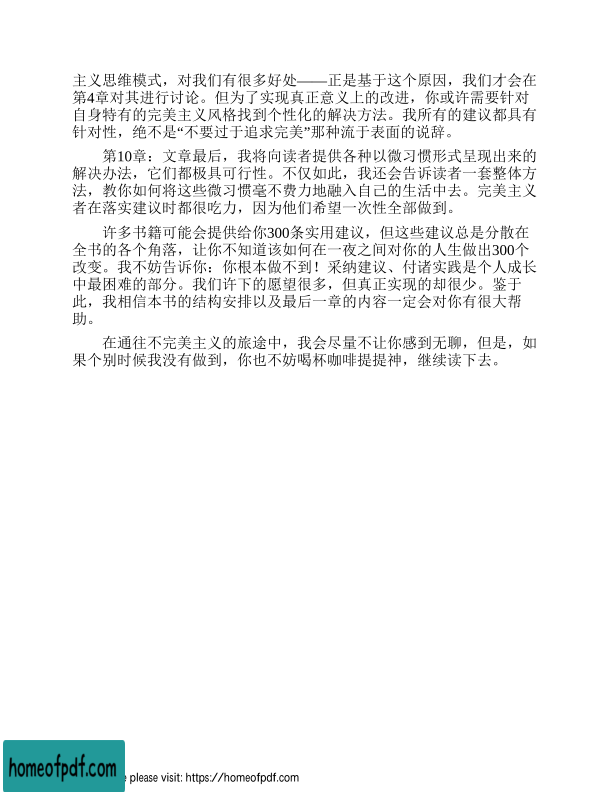 主义思维模式，对我们有很多好处——正是基于这个原因，我们才会在
第4章对其进行讨论。但为了实现真正意义上的改进，你或许需要针对
自身特有的完美主义风格找到个性化的解决方法。我所有的建议都具有
针对性，绝不是“不要过于追求完美”那种流于表面的说辞。
第10章：文章最后，我将向读者提供各种以微习惯形式呈现出来的
解决办法，它们都极具可行性。不仅如此，我还会告诉读者一套整体方
法，教你如何将这些微习惯毫不费力地融入自己的生活中去。完美主义
者在落实建议时都很吃力，因为他们希望一次性全部做到。
许多书籍可能会提供给你300条实用建议，但这些建议总是分散在
全书的各个角落，让你不知道该如何在一夜之间对你的人生做出300个
改变。我不妨告诉你：你根本做不到！采纳建议、付诸实践是个人成长
中最困难的部分。我们许下的愿望很多，但真正实现的却很少。鉴于
此，我相信本书的结构安排以及最后一章的内容一定会对你有很大帮
助。
在通往不完美主义的旅途中，我会尽量不让你感到无聊，但是，如
果个别时候我没有做到，你也不妨喝杯咖啡提提神，继续读下去。
homeofpdf.com
please visit: https://homeofpdf.com